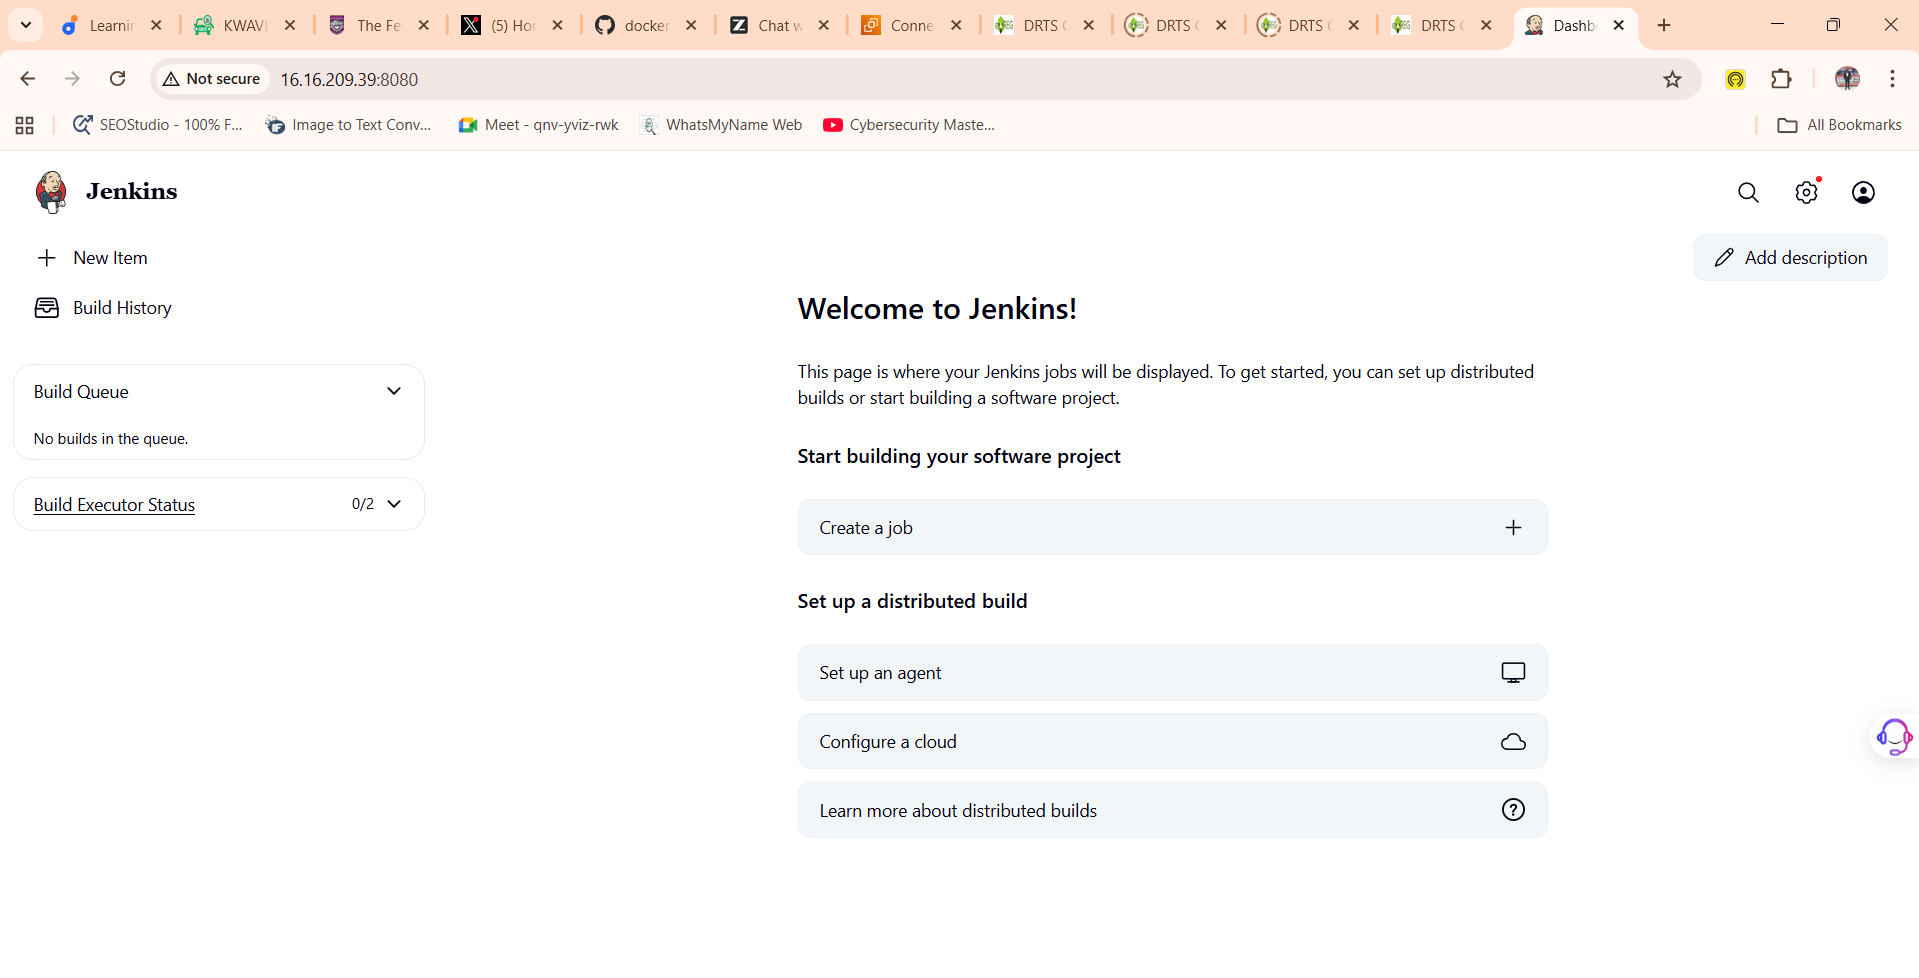 Learnin
KWAVI
The Fe
(5) Hor
docker
Chat w
Conne
DRTS
DRTS
DRTS
DRTS
Dashbo
Not secure
16.16.209.39:8080
SEOStudio - 100% F...
Image to Text Conv...
Meet - qnv-yviz-rwk
WhatsMyName Web
Cybersecurity Maste...
All Bookmarks
Jenkins
New Item
Add description
Build History
Welcome to Jenkins!
This page is where your Jenkins jobs will be displayed. To get started, you can set up distributed
builds or start building a software project.
Build Queue
No builds in the queue.
Start building your software project
Build Executor Status
0/2
Create a job
Set up a distributed build
Set up an agent
Configure a cloud
Learn more about distributed builds